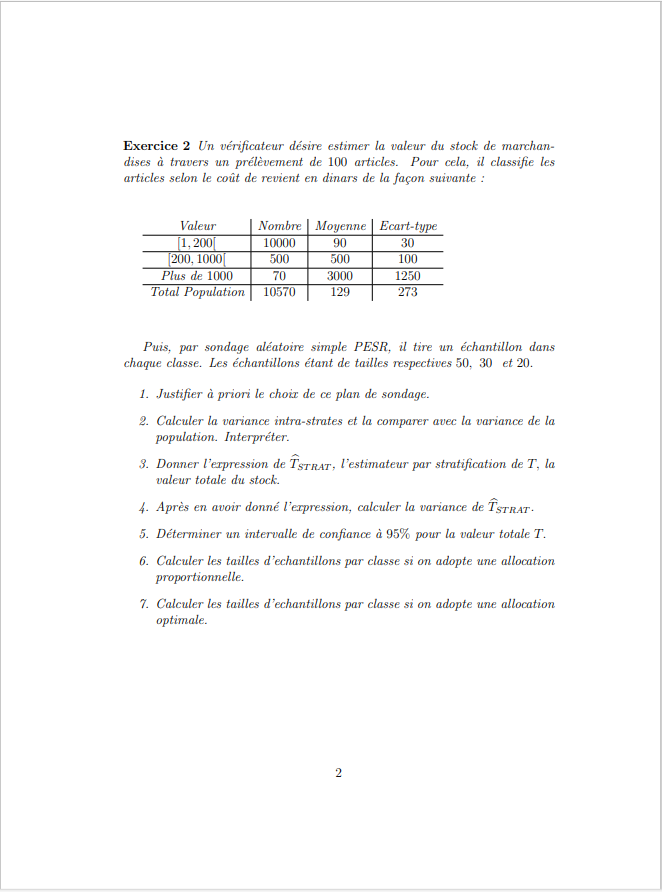 Exercice 2 Un vérificateur désire estimer la valeur du stock de marchan-
dises à travers un prélèvement de 100 articles. Pour cela, il classifie les
articles selon le coût de revient en dinars de la façon suivante :
Valeur Nombre Moyenne Ecart-type
[1, 200[ 10000 90 30
[200, 1000[ 500 500 100
Plus de 1000 70 3000 1250
Total Population 10570 129 273
Puis, par sondage aléatoire simple PESR, il tire un échantillon dans
chaque classe. Les échantillons étant de tailles respectives 50, 30 et 20.
1. Justifier à priori le choix de ce plan de sondage.
2. Calculer la variance intra-strates et la comparer avec la variance de la
population. Interpréter.
3. Donner l'expression de T̂STRAT, l'estimateur par stratification de T, la
valeur totale du stock.
4. Après en avoir donné l'expression, calculer la variance de T̂STRAT.
5. Déterminer un intervalle de confiance à 95% pour la valeur totale T.
6. Calculer les tailles d'echantillons par classe si on adopte une allocation
proportionnelle.
7. Calculer les tailles d'echantillons par classe si on adopte une allocation
optimale.
2